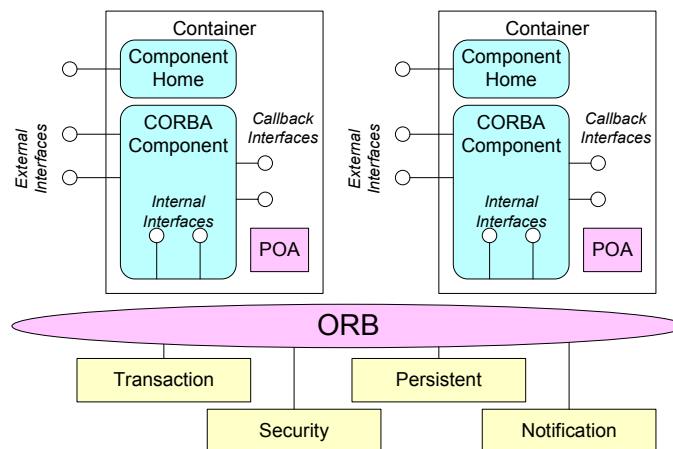 Container
Component
Home
CORBA
Component
Callback
Interfaces
External
Interfaces
Internal
Interfaces
POA
Container
Component
Home
CORBA
Component
Callback
Interfaces
External
Interfaces
Internal
Interfaces
POA
ORB
Transaction
Persistent
Security
Notification